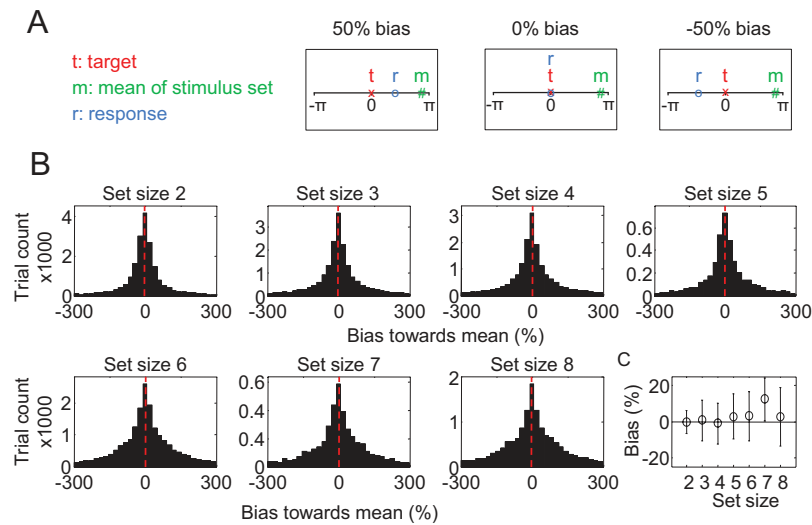 A
50% bias
0% bias
-50% bias
t: target
m: mean of stimulus set
r: response
t r m
-π 0 π
r
t m
-π 0 π
r t m
-π 0 π
B
Set size 2
Set size 3
Set size 4
Set size 5
Trial count
x1000
4
2
0
-300 0 300
3
2
1
0
-300 0 300
3
2
1
0
-300 0 300
0.6
0.4
0.2
0
-300 0 300
Bias towards mean (%)
Set size 6
Set size 7
Set size 8
Trial count
x1000
2
1
0
-300 0 300
0.6
0.4
0.2
0
-300 0 300
2
1
0
-300 0 300
Bias towards mean (%)
C
Bias (%)
20
0
-20
2 3 4 5 6 7 8
Set size